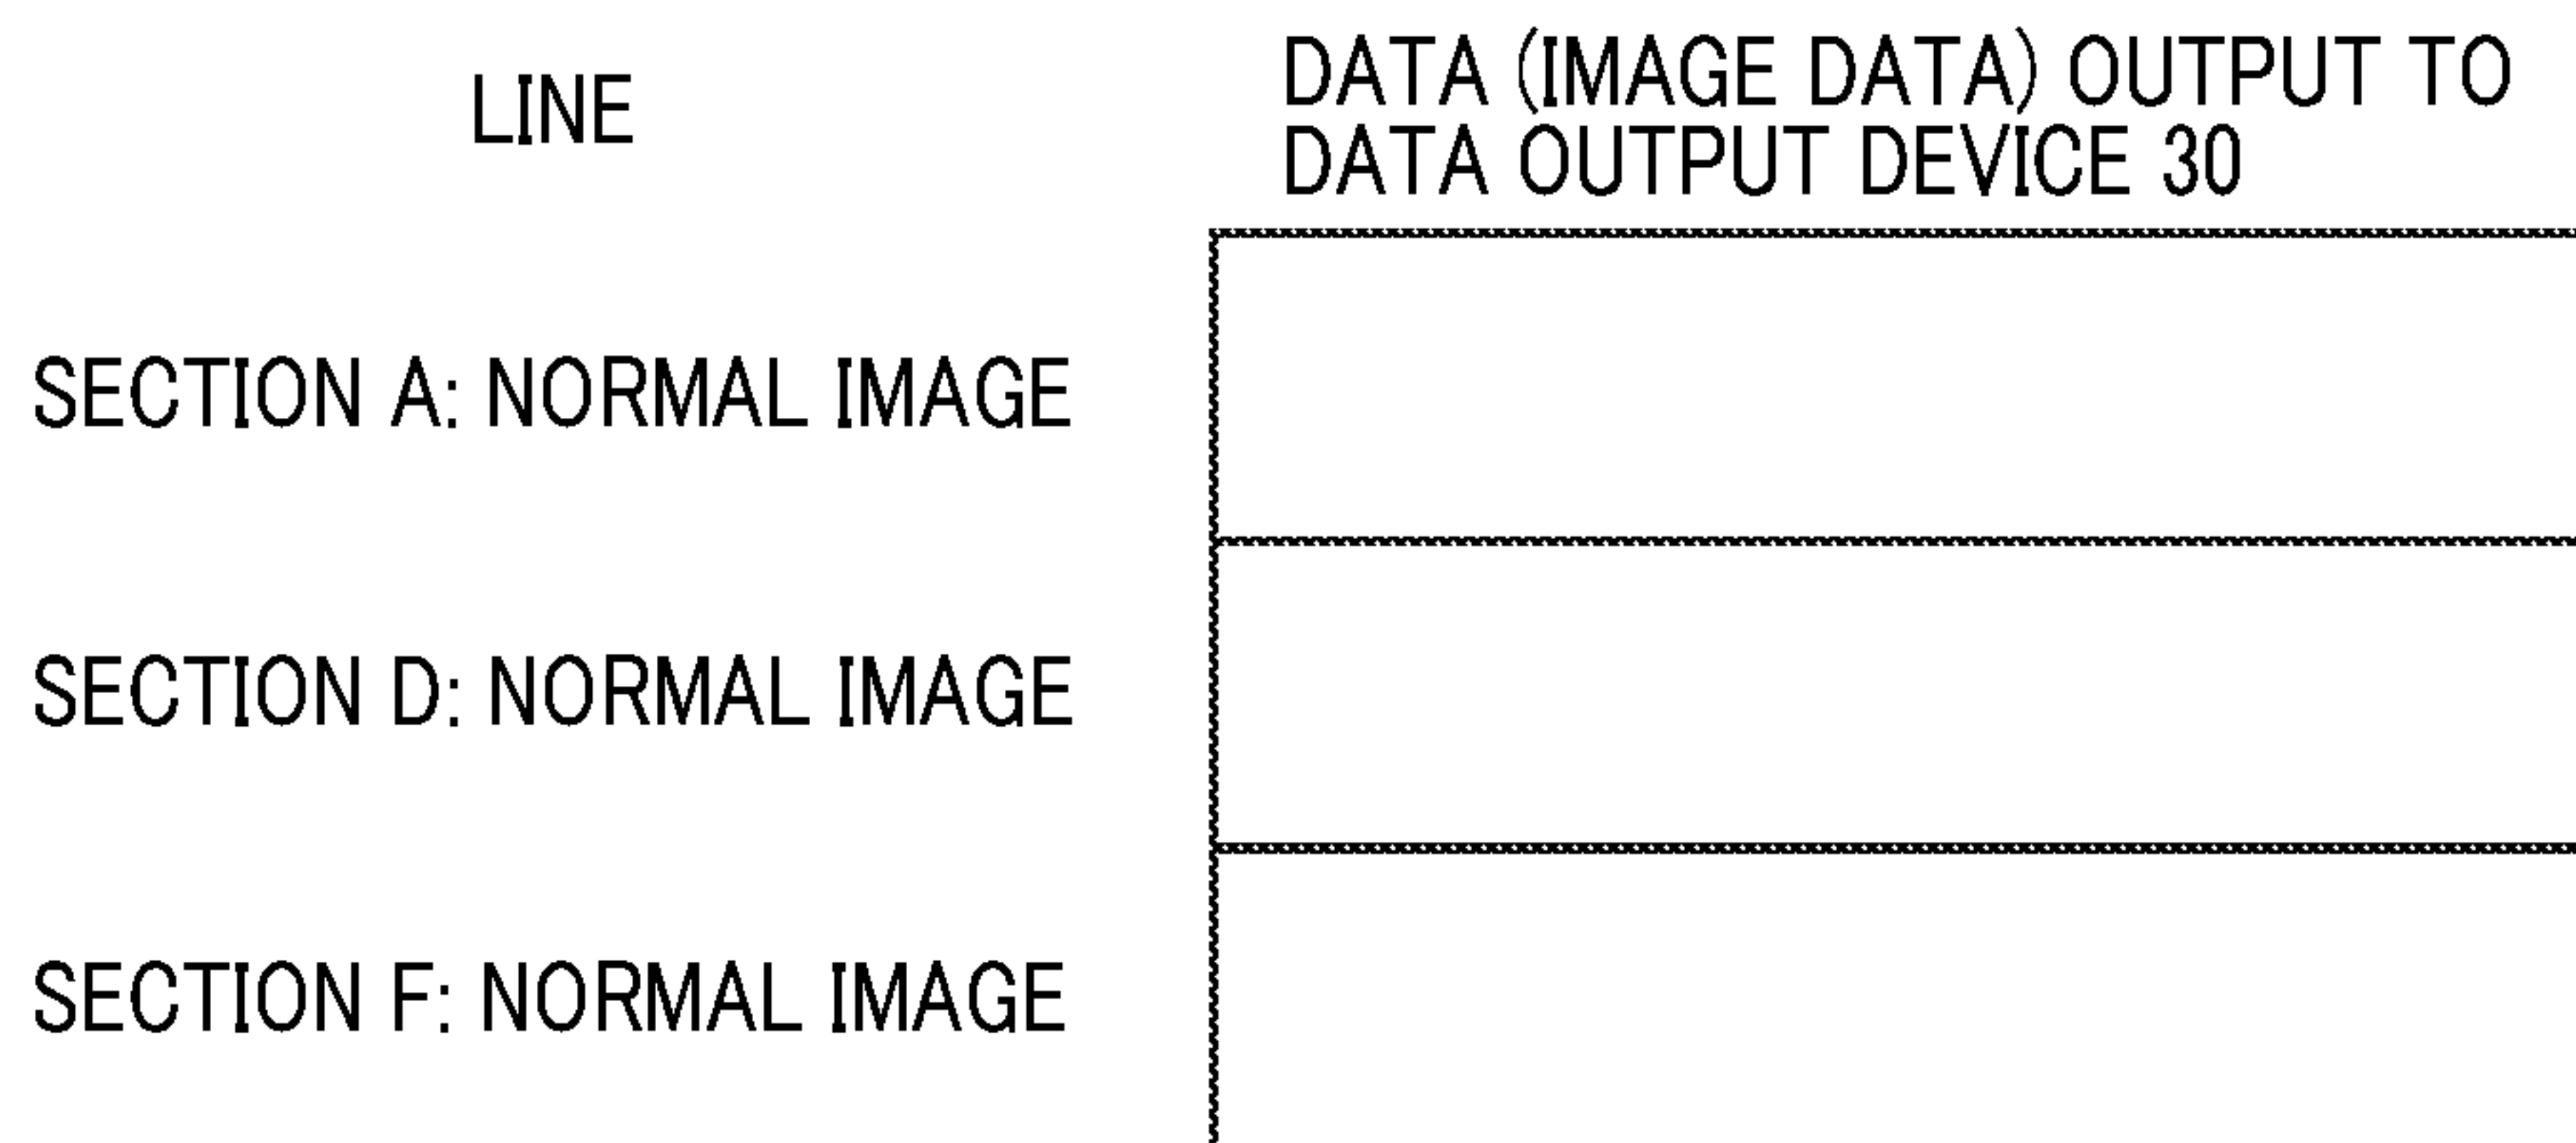 LINE
DATA (IMAGE DATA) OUTPUT TO
DATA OUTPUT DEVICE 30
SECTION A: NORMAL IMAGE
SECTION D: NORMAL IMAGE
SECTION F: NORMAL IMAGE